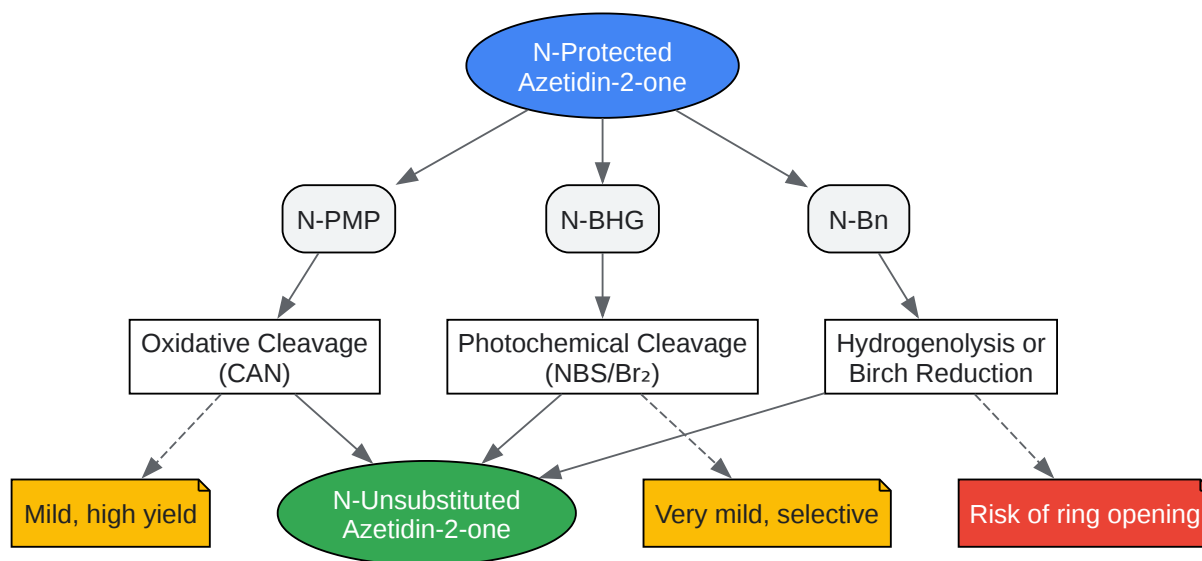 N-Protected
Azetidin-2-one
N-PMP
N-BHG
N-Bn
Oxidative Cleavage
(CAN)
Photochemical Cleavage
(NBS/Br₂)
Hydrogenolysis or
Birch Reduction
Mild, high yield
N-Unsubstituted
Azetidin-2-one
Very mild, selective
Risk of ring opening